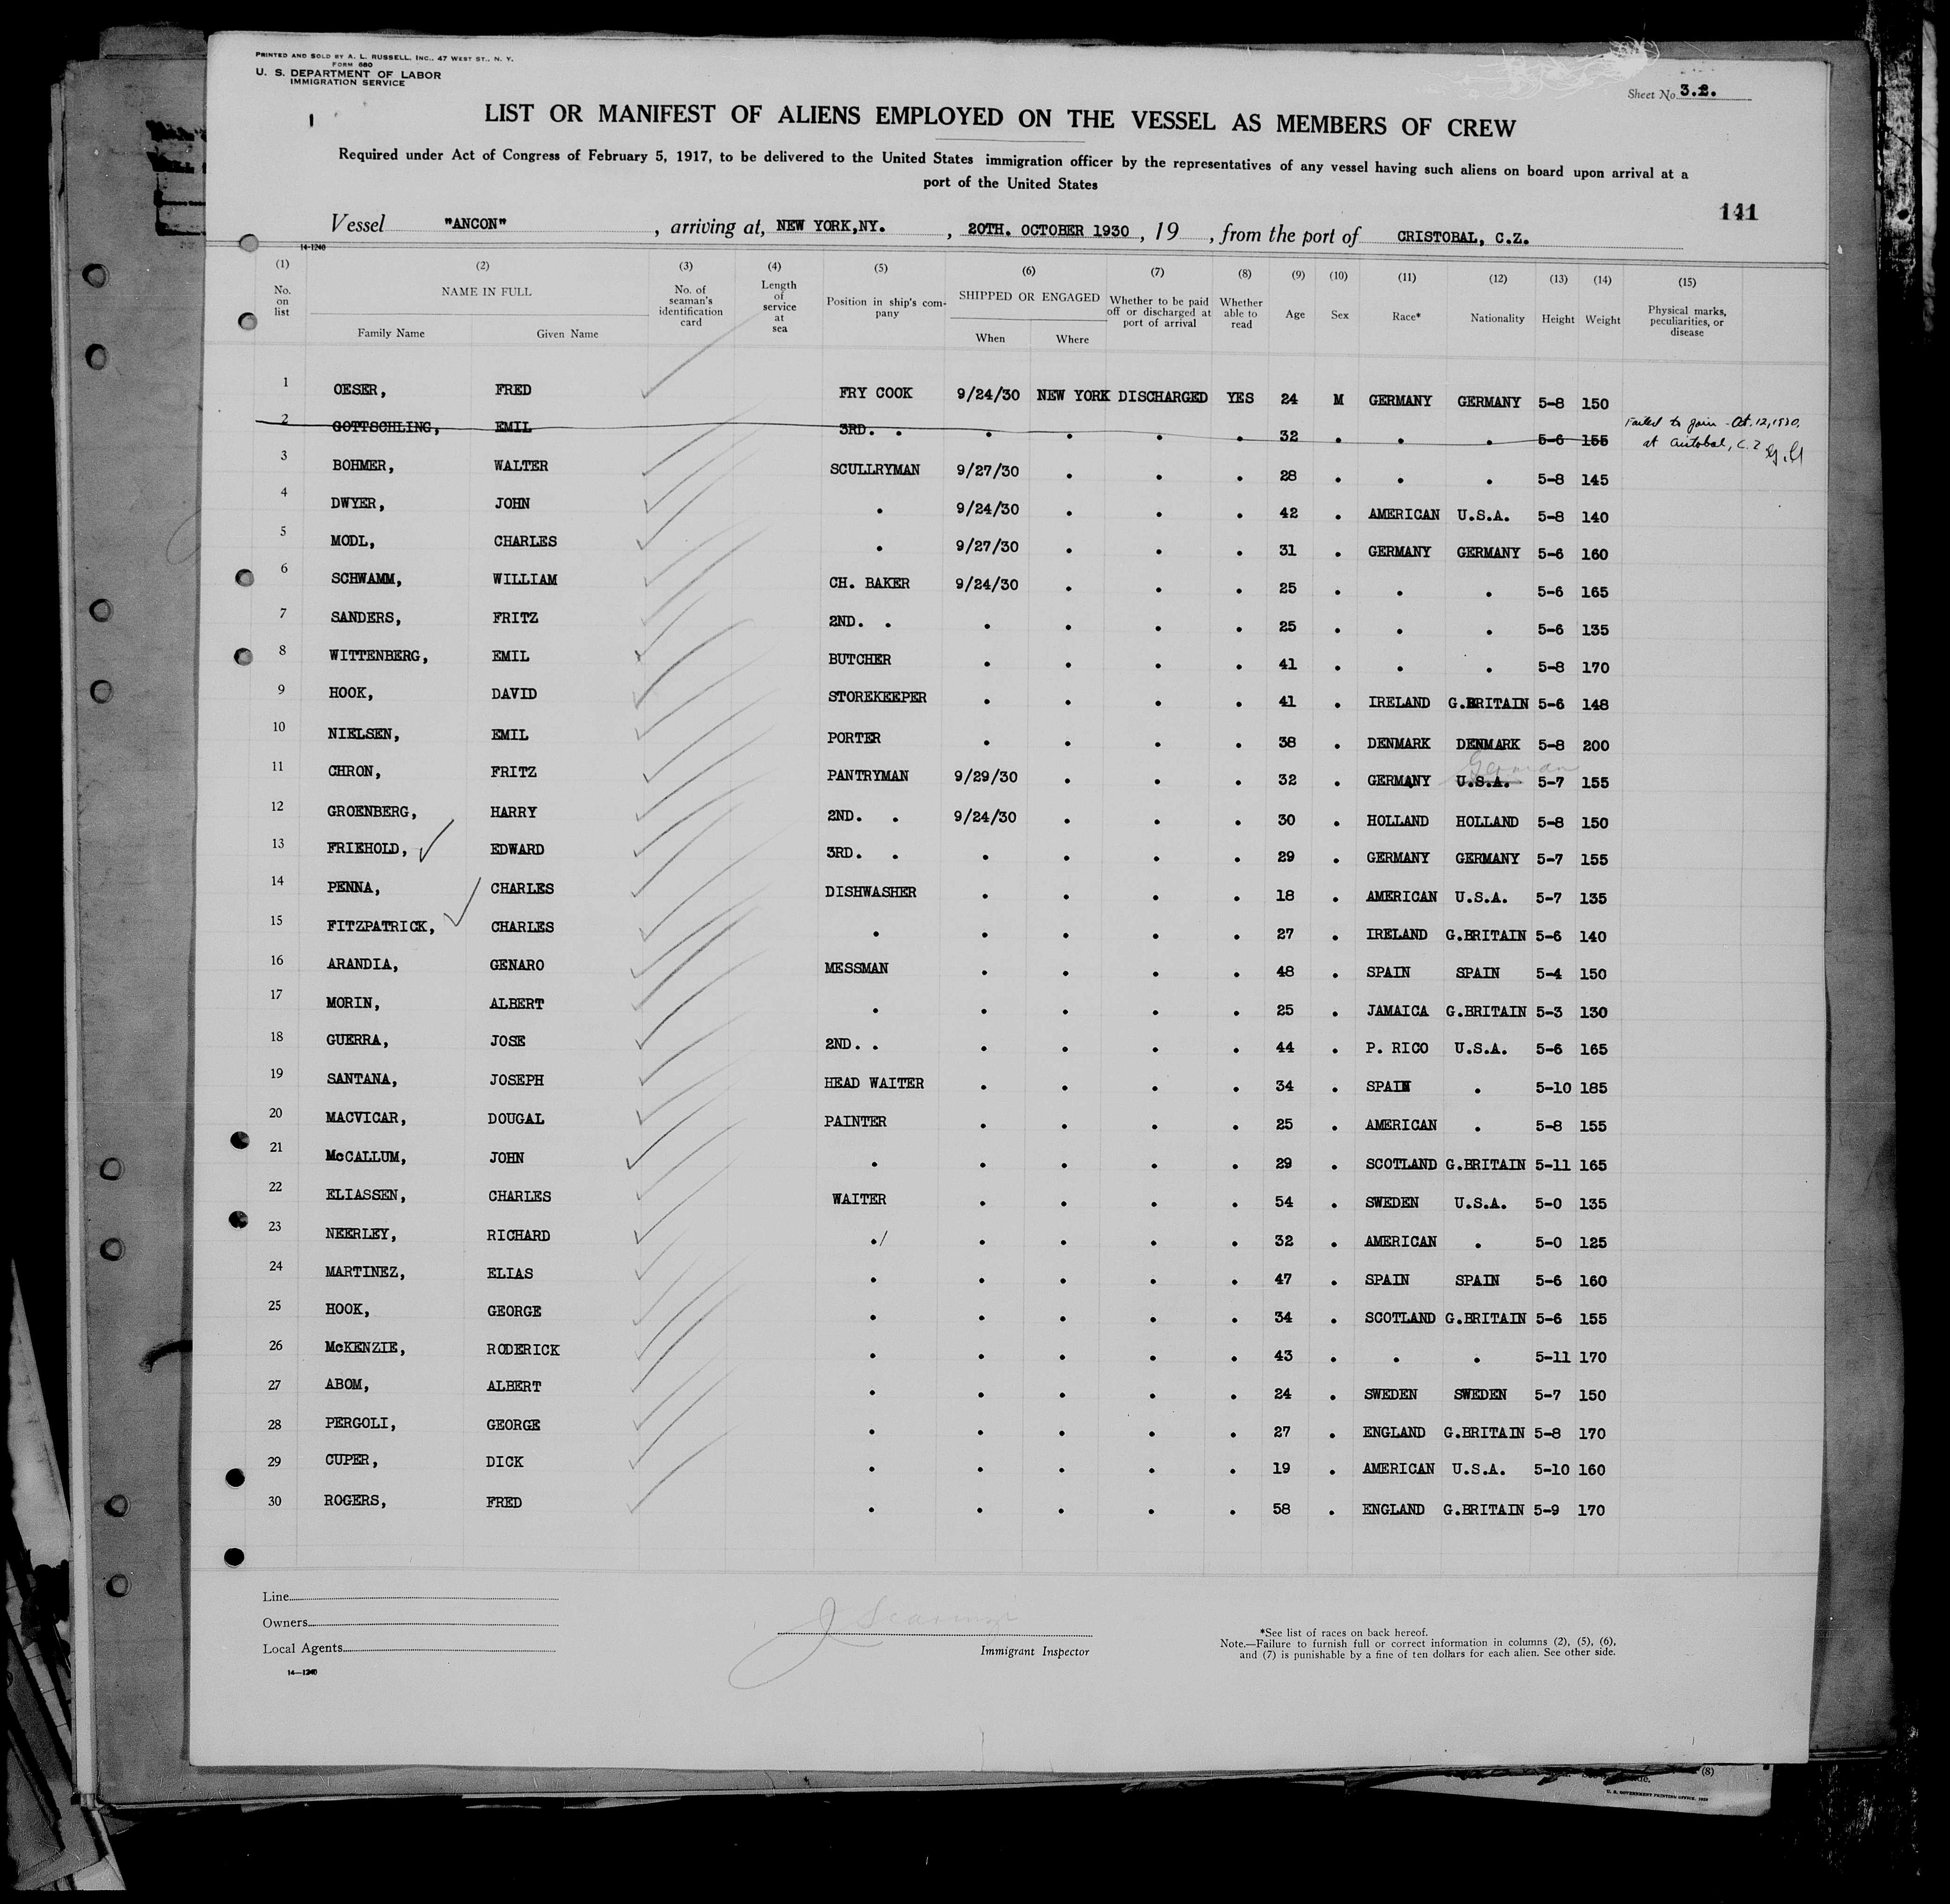 PRINTED AND SOLD BY A. L. RUSSELL, INC., 47 WEST ST., N. Y.
FORM 680
U. S. DEPARTMENT OF LABOR
IMMIGRATION SERVICE
Sheet No. 3.2.
LIST OR MANIFEST OF ALIENS EMPLOYED ON THE VESSEL AS MEMBERS OF CREW
Required under Act of Congress of February 5, 1917, to be delivered to the United States immigration officer by the representatives of any vessel having such aliens on board upon arrival at a
port of the United States
141
Vessel "ANCON", arriving at, NEW YORK,NY., 20TH. OCTOBER 1930, 19, from the port of CRISTOBAL, C.Z.
14-1240
(1) (2) (3) (4) (5) (6) (7) (8) (9) (10) (11) (12) (13) (14) (15)
No. on list NAME IN FULL Family Name Given Name No. of seaman's identification card Length of service at sea Position in ship's company SHIPPED OR ENGAGED When Where Whether to be paid off or discharged at port of arrival Whether able to read Age Sex Race* Nationality Height Weight Physical marks, peculiarities, or disease
1 OESER, FRED FRY COOK 9/24/30 NEW YORK DISCHARGED YES 24 M GERMANY GERMANY 5-8 150
2 GOTTSCHLING, EMIL 3RD. . . . . . 32 . . . 5-6 155 Failed to join Oct. 12, 1930. at Cristobal, C.Z
3 BOHMER, WALTER SCULLRYMAN 9/27/30 . . . 28 . . . 5-8 145
4 DWYER, JOHN . 9/24/30 . . . 42 . AMERICAN U.S.A. 5-8 140
5 MODL, CHARLES . 9/27/30 . . . 31 . GERMANY GERMANY 5-6 160
6 SCHWAMM, WILLIAM CH. BAKER 9/24/30 . . . 25 . . . 5-6 165
7 SANDERS, FRITZ 2ND. . . . . . 25 . . . 5-6 135
8 WITTENBERG, EMIL BUTCHER . . . . 41 . . . 5-8 170
9 HOOK, DAVID STOREKEEPER . . . . 41 . IRELAND G.BRITAIN 5-6 148
10 NIELSEN, EMIL PORTER . . . . 38 . DENMARK DENMARK 5-8 200
11 CHRON, FRITZ PANTRYMAN 9/29/30 . . . 32 . GERMANY U.S.A. German 5-7 155
12 GROENBERG, HARRY 2ND. . 9/24/30 . . . 30 . HOLLAND HOLLAND 5-8 150
13 FRIEHOLD, EDWARD 3RD. . . . . . 29 . GERMANY GERMANY 5-7 155
14 PENNA, CHARLES DISHWASHER . . . . 18 . AMERICAN U.S.A. 5-7 135
15 FITZPATRICK, CHARLES . . . . . 27 . IRELAND G.BRITAIN 5-6 140
16 ARANDIA, GENARO MESSMAN . . . . 48 . SPAIN SPAIN 5-4 150
17 MORIN, ALBERT . . . . . 25 . JAMAICA G.BRITAIN 5-3 130
18 GUERRA, JOSE 2ND. . . . . . 44 . P. RICO U.S.A. 5-6 165
19 SANTANA, JOSEPH HEAD WAITER . . . . 34 . SPAIN . 5-10 185
20 MACVICAR, DOUGAL PAINTER . . . . 25 . AMERICAN . 5-8 155
21 McCALLUM, JOHN . . . . . 29 . SCOTLAND G.BRITAIN 5-11 165
22 ELIASSEN, CHARLES WAITER . . . . 54 . SWEDEN U.S.A. 5-0 135
23 NEERLEY, RICHARD . . . . . 32 . AMERICAN . 5-0 125
24 MARTINEZ, ELIAS . . . . . 47 . SPAIN SPAIN 5-6 160
25 HOOK, GEORGE . . . . . 34 . SCOTLAND G.BRITAIN 5-6 155
26 McKENZIE, RODERICK . . . . . 43 . . . 5-11 170
27 ABOM, ALBERT . . . . . 24 . SWEDEN SWEDEN 5-7 150
28 PERGOLI, GEORGE . . . . . 27 . ENGLAND G.BRITAIN 5-8 170
29 CUPER, DICK . . . . . 19 . AMERICAN U.S.A. 5-10 160
30 ROGERS, FRED . . . . . 58 . ENGLAND G.BRITAIN 5-9 170
Line
Owners
Local Agents
14-1240
Immigrant Inspector
*See list of races on back hereof.
Note.—Failure to furnish full or correct information in columns (2), (5), (6),
and (7) is punishable by a fine of ten dollars for each alien. See other side.
(8)
U. S. GOVERNMENT PRINTING OFFICE